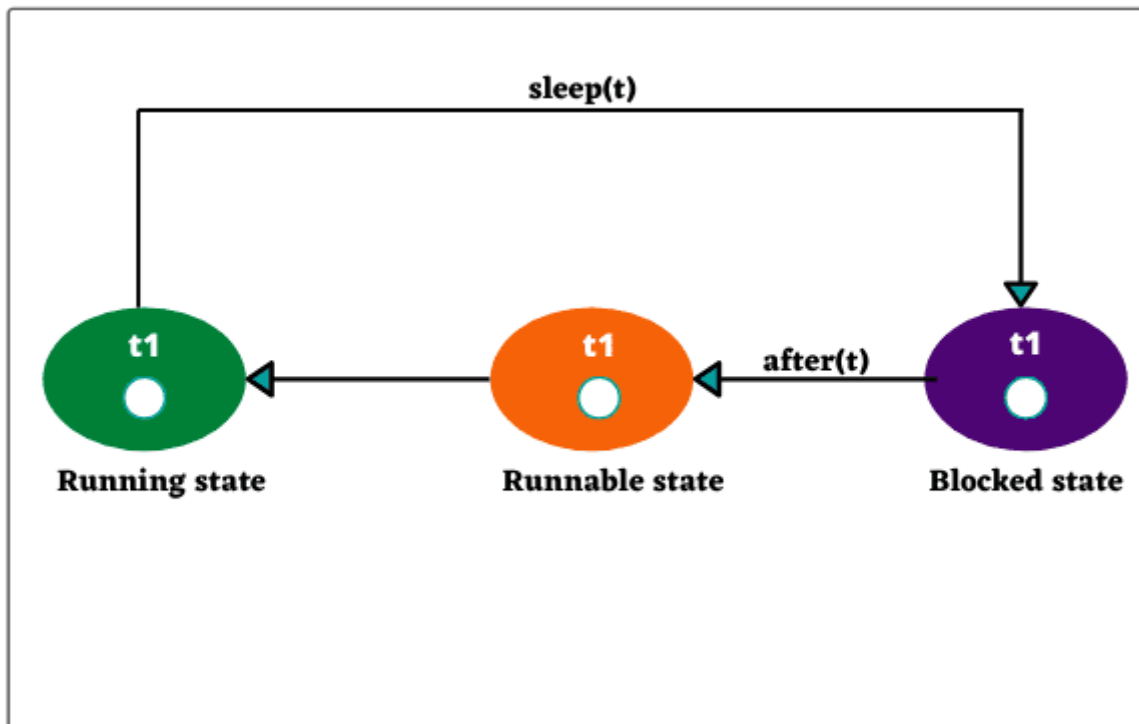 sleep(t)
t1
t1
t1
after(t)
Running state
Runnable state
Blocked state